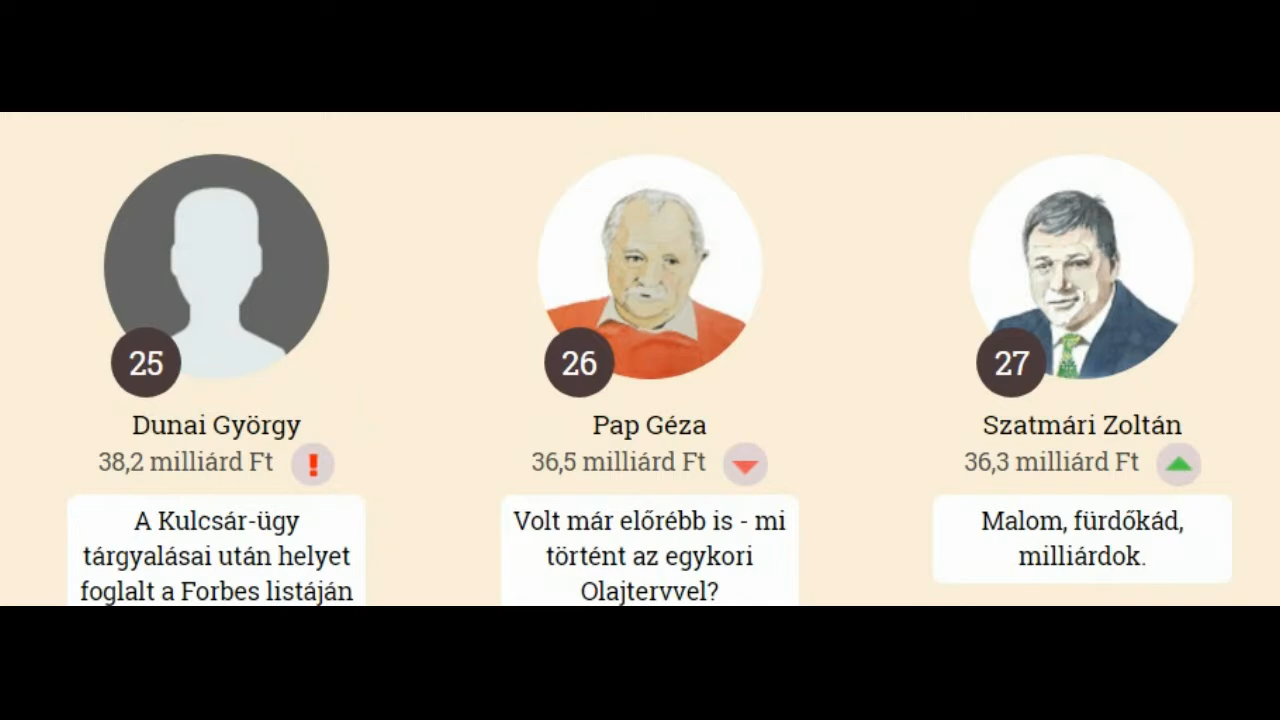 25
Dunai György
38,2 milliárd Ft
A Kulcsár-ügy
tárgyalásai után helyet
foglalt a Forbes listáján
26
Pap Géza
36,5 milliárd Ft
Volt már előrébb is - mi
történt az egykori
Olajtervvel?
27
Szatmári Zoltán
36,3 milliárd Ft
Malom, fürdőkád,
milliárdok.